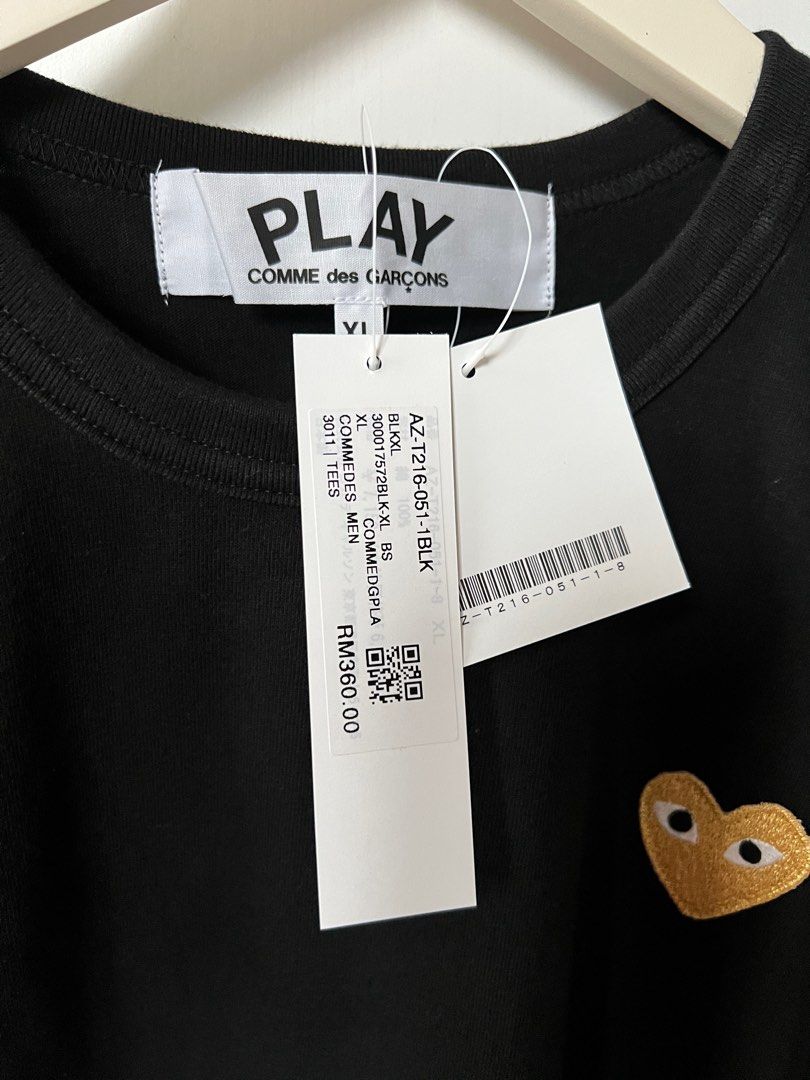 PLAY
COMME des GARÇONS
XL
AZ-T216-051-1BLK
BLKXL
300017572BLK-XL BS
XL COMMEDGPLA
COMMEDES MEN
3011 | TEES
RM360.00
Z-T216-051-1-8